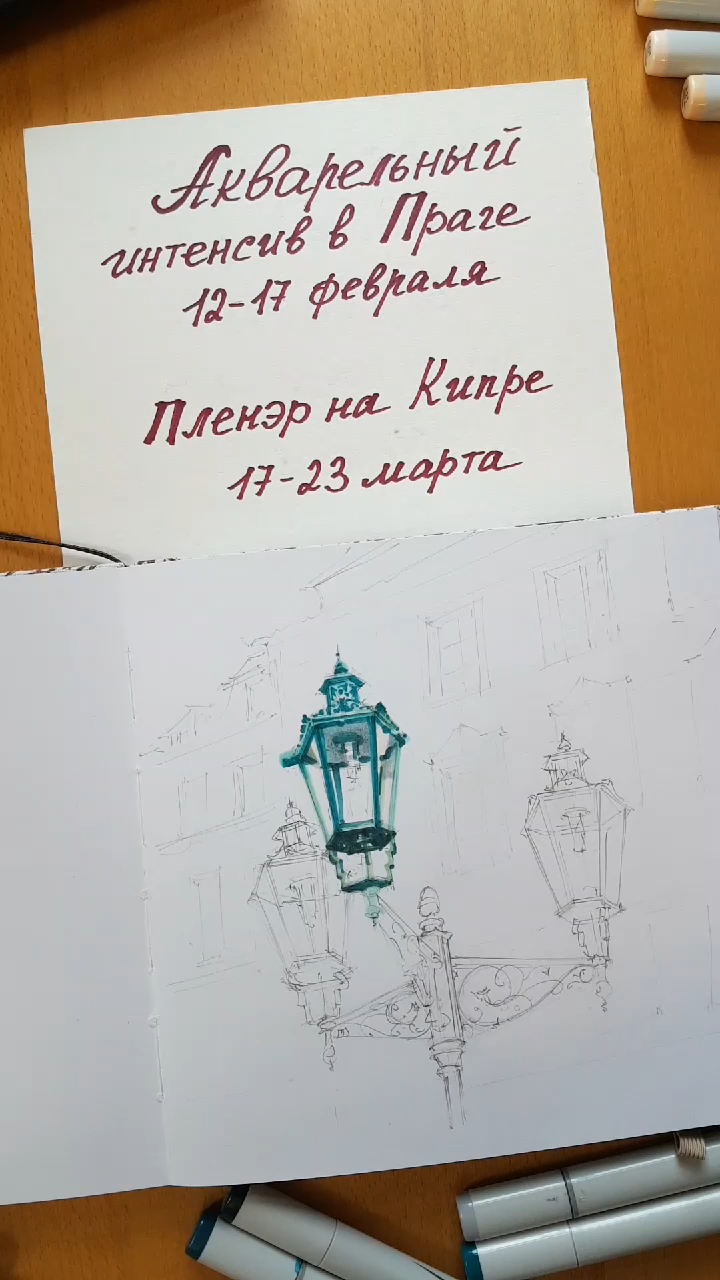 Акварельный
интенсив в Праге
12-17 февраля
Пленэр на Кипре
17-23 марта